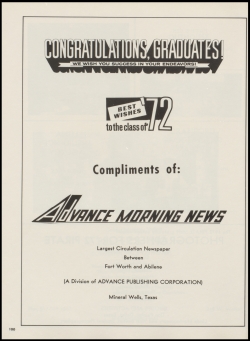 CONGRATULATIONS, GRADUATES!
WE WISH YOU SUCCESS IN YOUR ENDEAVORS!
BEST
WISHES
to the class of '72
Compliments of:
ADVANCE MORNING NEWS
Largest Circulation Newspaper
Between
Fort Worth and Abilene
(A Division of ADVANCE PUBLISHING CORPORATION)
Mineral Wells, Texas